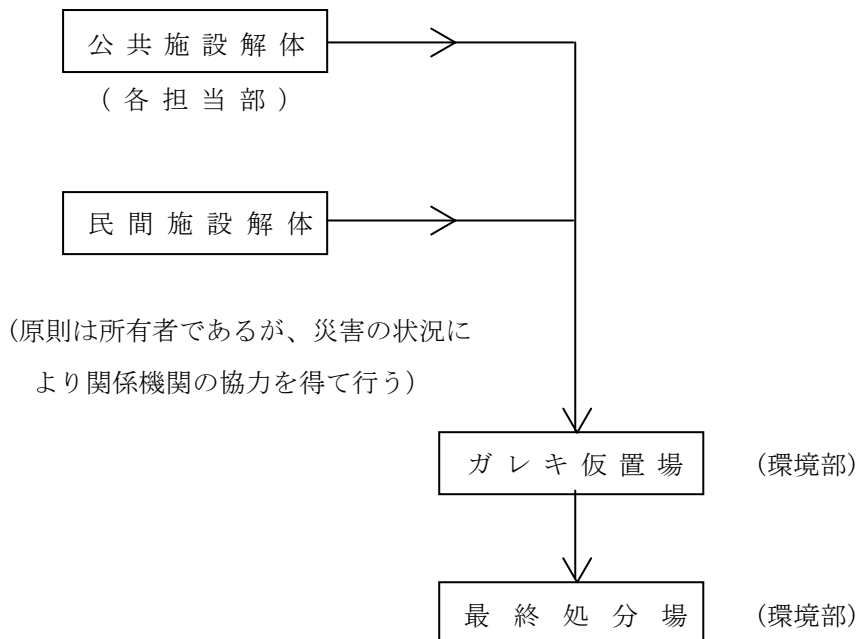 公共施設解体
(各担当部)
民間施設解体
(原則は所有者であるが、災害の状況に
より関係機関の協力を得て行う)
ガレキ仮置場 (環境部)
最終処分場 (環境部)